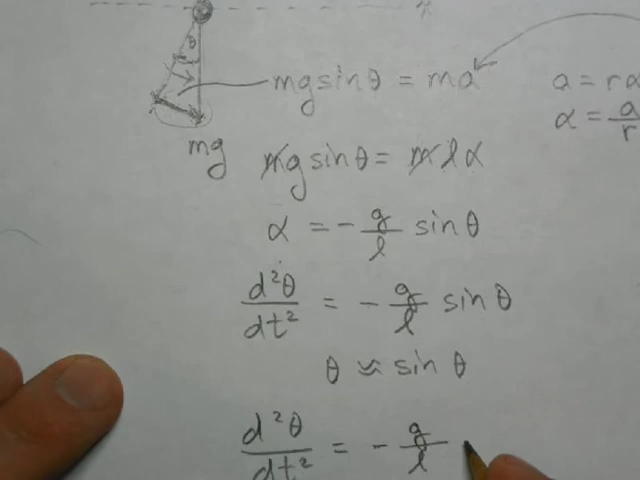 mg sin θ = ma
a = rα
α = a/r
mg
mg sin θ = m l α
α = - g/l sin θ
d²θ/dt² = - g/l sin θ
θ ≈ sin θ
d²θ/dt² = - g/l